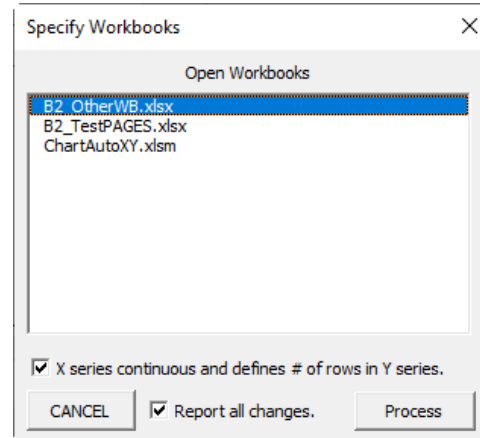 Specify Workbooks
Open Workbooks
B2_OtherWB.xlsx
B2_TestPAGES.xlsx
ChartAutoXY.xlsm
X series continuous and defines # of rows in Y series.
CANCEL Report all changes. Process